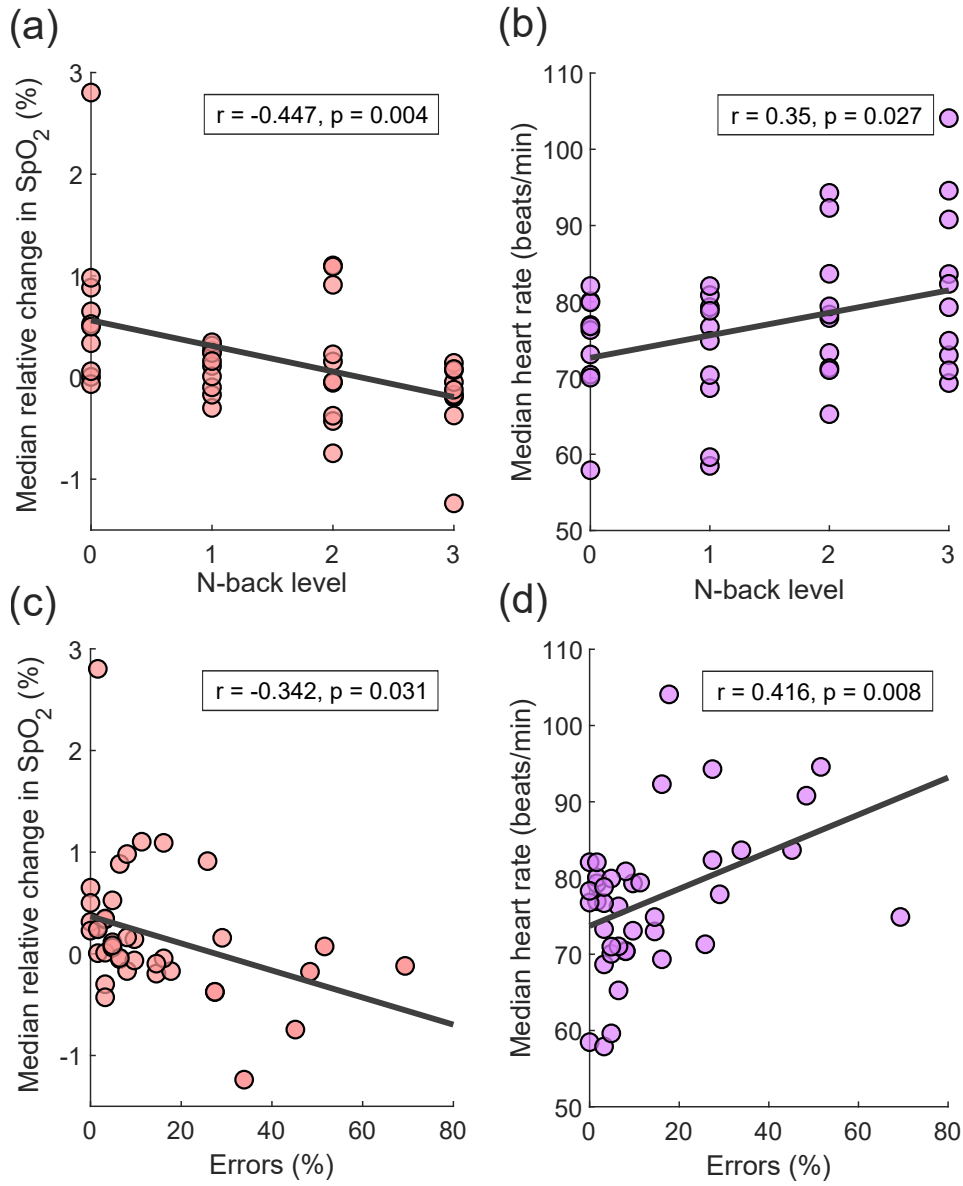 (a)
Median relative change in SpO2 (%)
3
2
1
0
-1
r = -0.447, p = 0.004
0 1 2 3
N-back level
(b)
Median heart rate (beats/min)
110
100
90
80
70
60
50
r = 0.35, p = 0.027
0 1 2 3
N-back level
(c)
Median relative change in SpO2 (%)
3
2
1
0
-1
r = -0.342, p = 0.031
0 20 40 60 80
Errors (%)
(d)
Median heart rate (beats/min)
110
100
90
80
70
60
50
r = 0.416, p = 0.008
0 20 40 60 80
Errors (%)